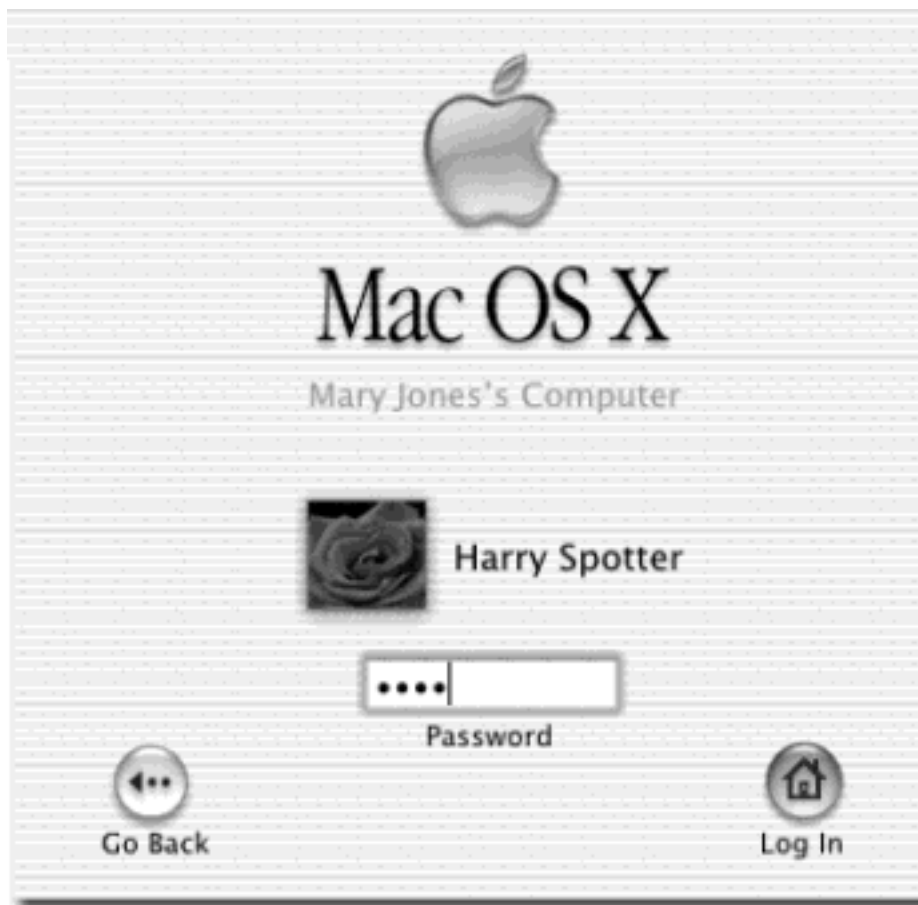 Mac OS X
Mary Jones's Computer
Harry Spotter
••••
Password
Go Back
Log In